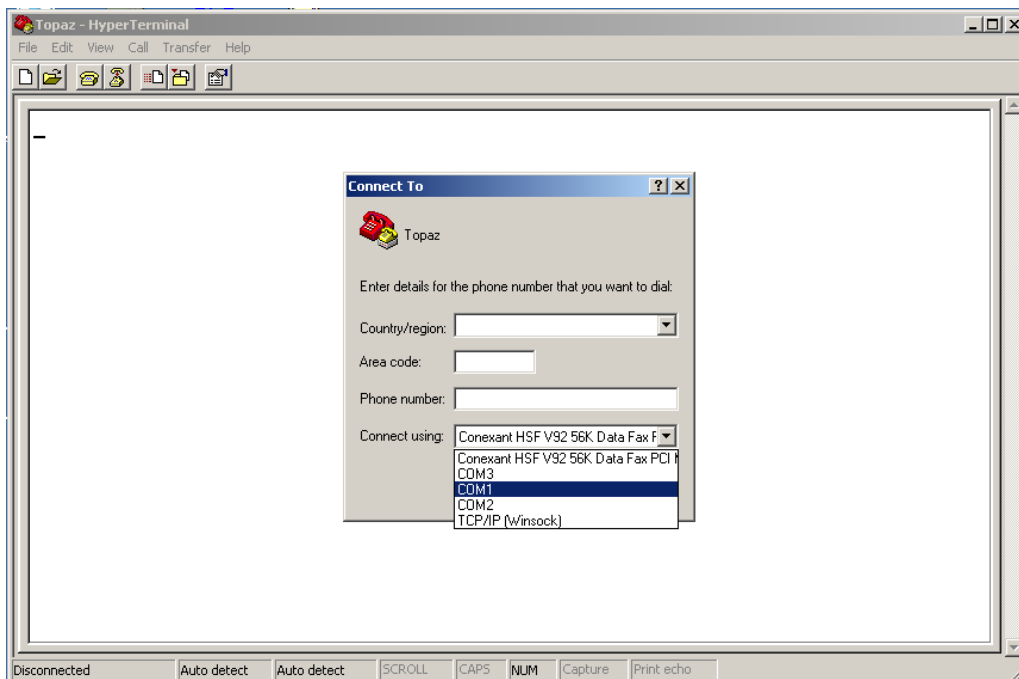 Topaz - HyperTerminal
File Edit View Call Transfer Help
Connect To
Topaz
Enter details for the phone number that you want to dial:
Country/region:
Area code:
Phone number:
Connect using: Conexant HSF V92 56K Data Fax F
Conexant HSF V92 56K Data Fax PCI
COM3
COM1
COM2
TCP/IP (Winsock)
Disconnected Auto detect Auto detect SCROLL CAPS NUM Capture Print echo